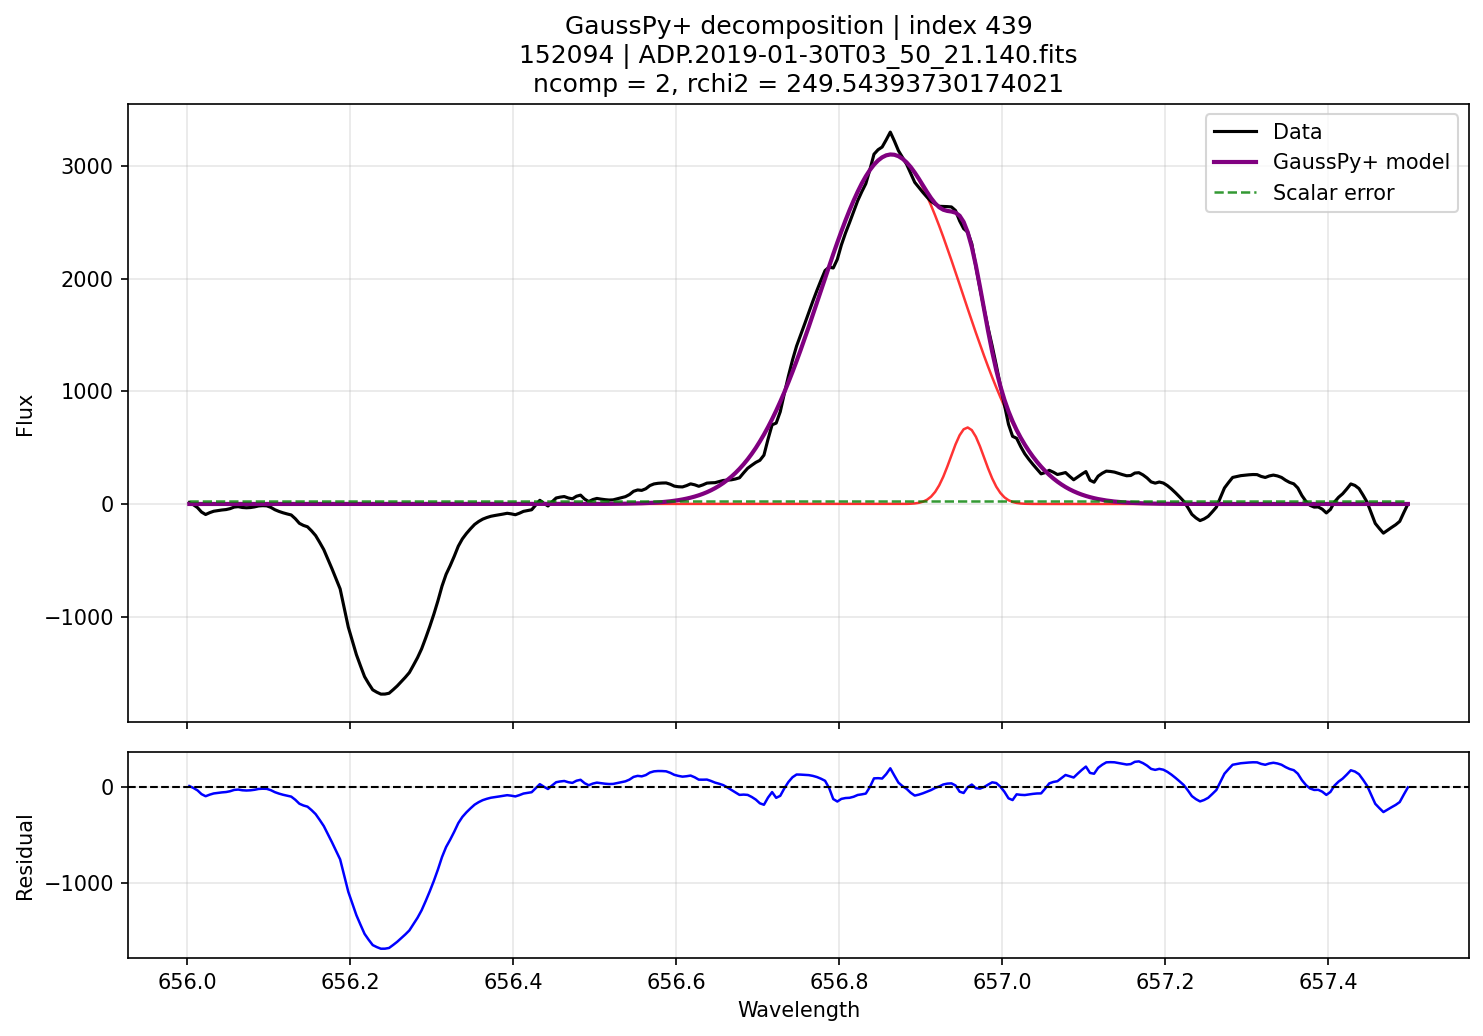 GaussPy+ decomposition | index 439
152094 | ADP.2019-01-30T03_50_21.140.fits
ncomp = 2, rchi2 = 249.54393730174021
Data
GaussPy+ model
Scalar error
Flux
3000
2000
1000
0
−1000
Residual
0
−1000
656.0 656.2 656.4 656.6 656.8 657.0 657.2 657.4
Wavelength